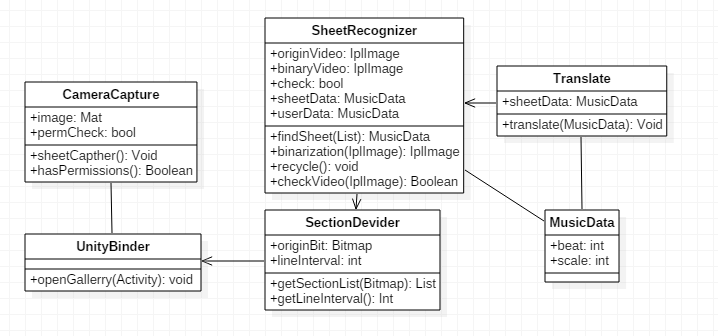 SheetRecognizer
+originVideo: IplImage
+binaryVideo: IplImage
+check: bool
+sheetData: MusicData
+userData: MusicData
+findSheet(List): MusicData
+binarization(IplImage): IplImage
+recycle(): void
+checkVideo(IplImage): Boolean
CameraCapture
+image: Mat
+permCheck: bool
+sheetCapther(): Void
+hasPermissions(): Boolean
Translate
+sheetData: MusicData
+translate(MusicData): Void
UnityBinder
+openGallerry(Activity): void
SectionDevider
+originBit: Bitmap
+lineInterval: int
+getSectionList(Bitmap): List
+getLineInterval(): Int
MusicData
+beat: int
+scale: int